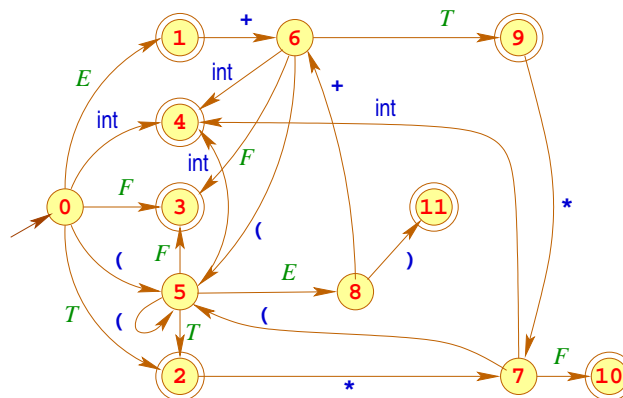 1 + 6 T 9
E int + int
int 4
int F
F 3 11 *
0
( F ( )
5 E 8
( (
T T
2 * 7 F 10